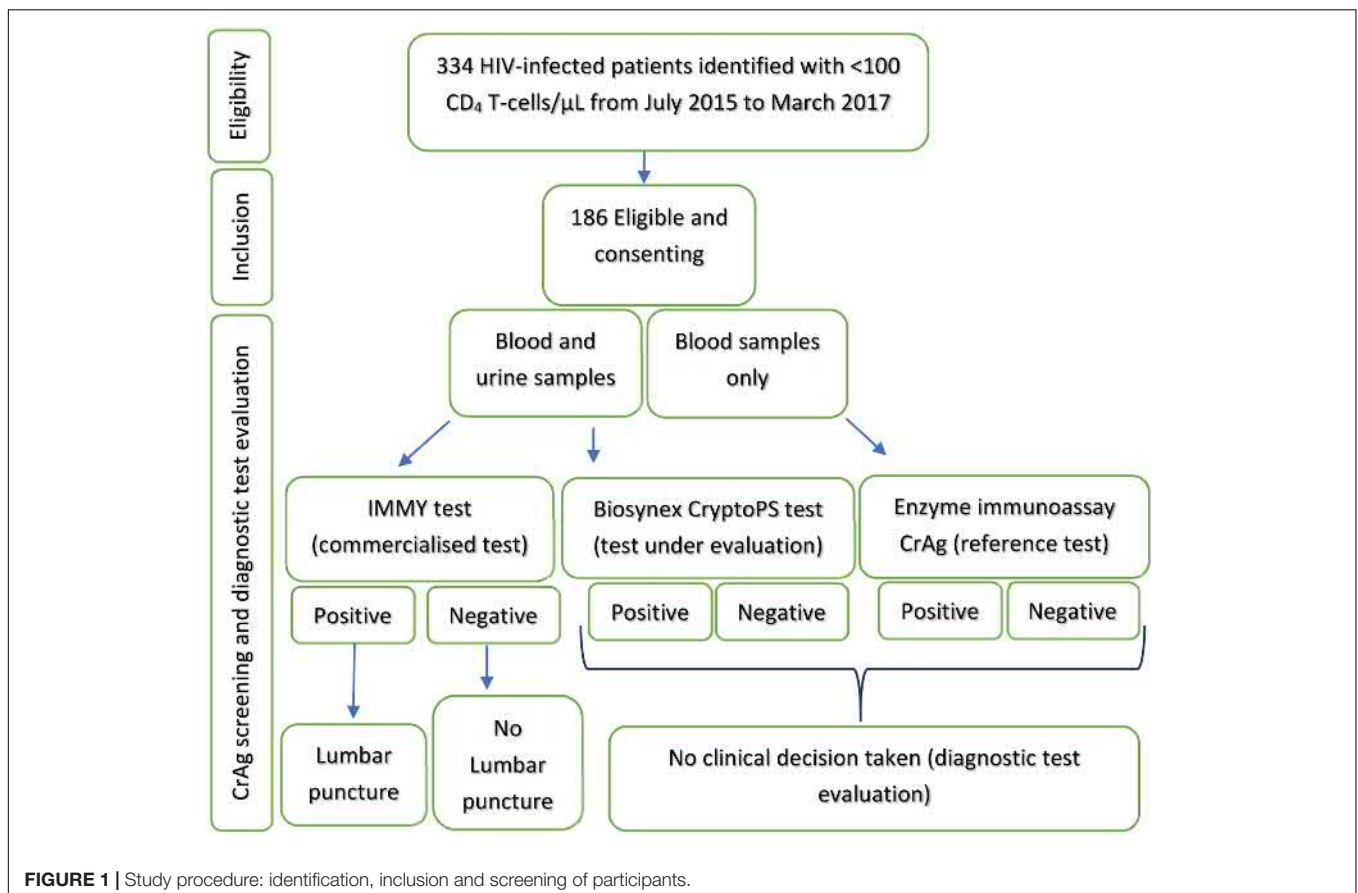 Eligibility
334 HIV-infected patients identified with <100
CD₄ T-cells/µL from July 2015 to March 2017
Inclusion
186 Eligible and
consenting
CrAg screening and diagnostic test evaluation
Blood and
urine samples
Blood samples
only
IMMY test
(commercialised test)
Biosynex CryptoPS test
(test under evaluation)
Enzyme immunoassay
CrAg (reference test)
Positive
Negative
Positive
Negative
Positive
Negative
Lumbar
puncture
No
Lumbar
puncture
No clinical decision taken (diagnostic test
evaluation)
FIGURE 1 | Study procedure: identification, inclusion and screening of participants.